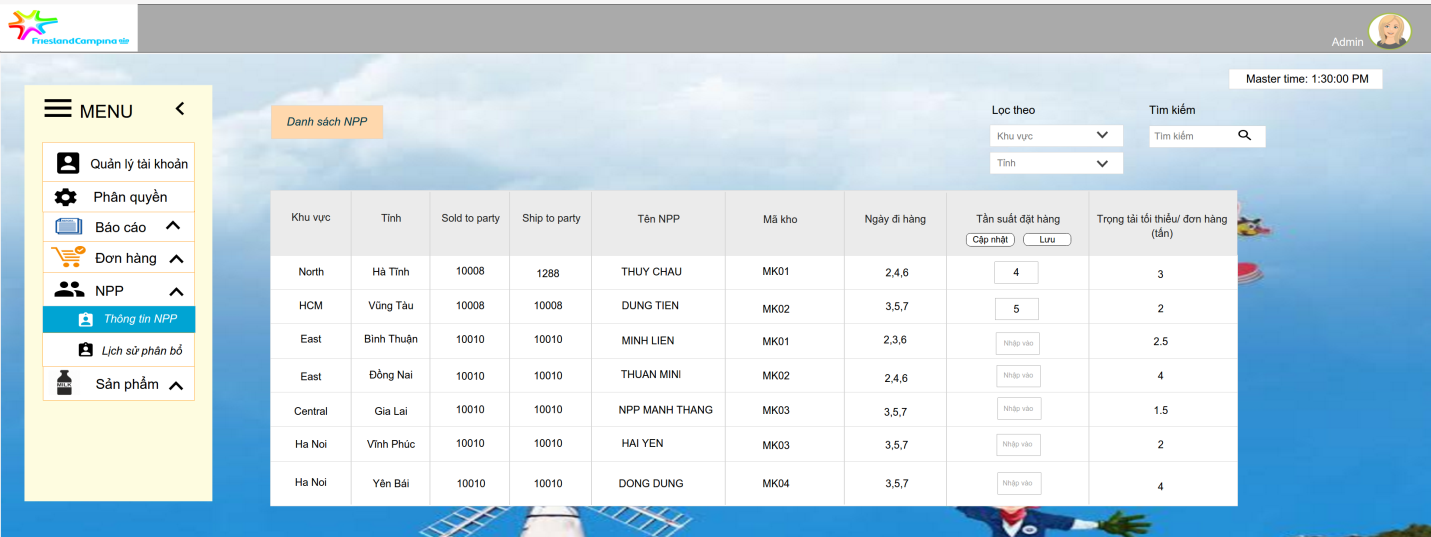 FrieslandCampina
Admin
Master time: 1:30:00 PM
MENU
Quản lý tài khoản
Phân quyền
Báo cáo
Đơn hàng
NPP
Thông tin NPP
Lịch sử phân bổ
MILK
Sản phẩm
Danh sách NPP
Lọc theo
Khu vực
Tỉnh
Tìm kiếm
Tìm kiếm
Khu vực Tỉnh Sold to party Ship to party Tên NPP Mã kho Ngày đi hàng Tần suất đặt hàng Trọng tải tối thiểu/ đơn hàng
Cập nhật Lưu (tấn)
North Hà Tĩnh 10008 1288 THUY CHAU MK01 2,4,6 4 3
HCM Vũng Tàu 10008 10008 DUNG TIEN MK02 3,5,7 5 2
East Bình Thuận 10010 10010 MINH LIEN MK01 2,3,6 Nhập vào 2.5
East Đồng Nai 10010 10010 THUAN MINI MK02 2,4,6 Nhập vào 4
Central Gia Lai 10010 10010 NPP MANH THANG MK03 3,5,7 Nhập vào 1.5
Ha Noi Vĩnh Phúc 10010 10010 HAI YEN MK03 3,5,7 Nhập vào 2
Ha Noi Yên Bái 10010 10010 DONG DUNG MK04 3,5,7 Nhập vào 4